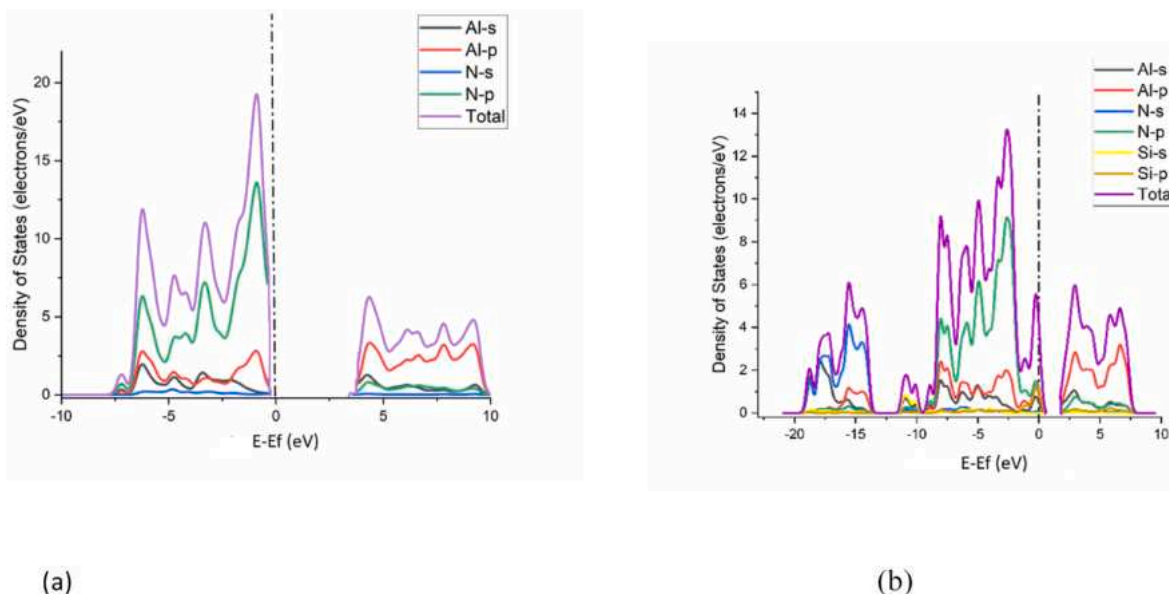 Al-s
Al-p
N-s
N-p
Total
20
15
10
5
0
Density of States (electrons/eV)
-10
-5
0
5
10
E-Ef (eV)
(a)
Al-s
Al-p
N-s
N-p
Si-s
Si-p
Total
14
12
10
8
6
4
2
0
Density of States (electrons/eV)
-20
-15
-10
-5
0
5
10
E-Ef (eV)
(b)